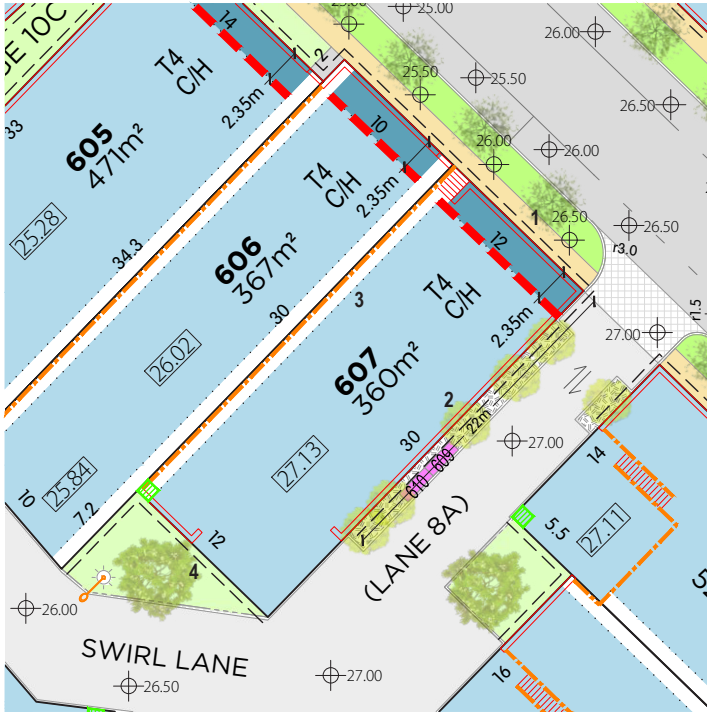 14
2
25.50
26.00
DE 10C
T4
C/H
25.50
25.50
26.50
33
605
471m²
2.35m
10
26.00
26.00
25.28
34.3
T4
C/H
2.35m
12
1
26.50
26.50
r3.0
606
367m²
3
T4
C/H
r1.5
30
26.02
2.35m
27.00
607
360m²
2
22m
30
610 - 609
27.00
14
25.84
10
7.2
27.13
12
5.5
27.11
(LANE 8A)
4
26.00
SWIRL LANE
26.50
27.00
16